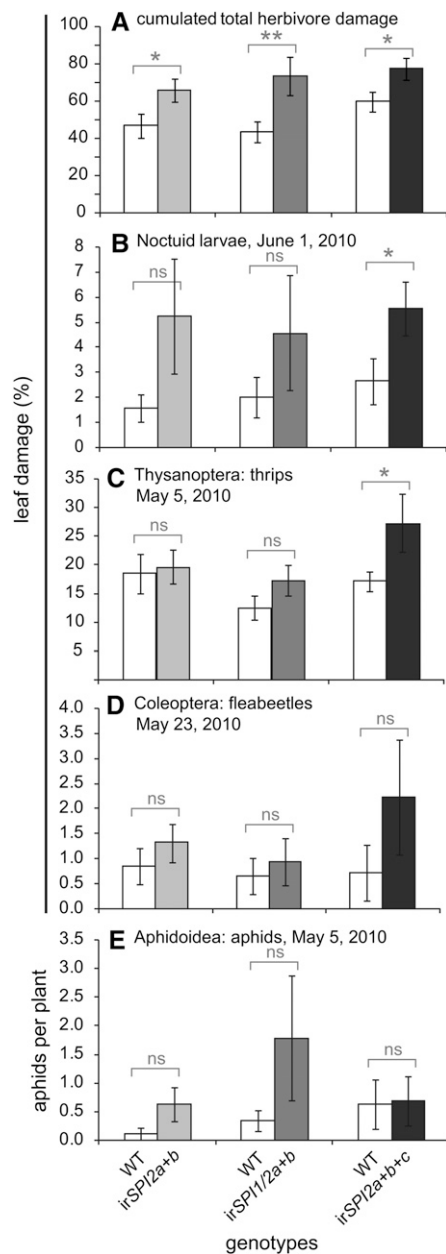 A cumulated total herbivore damage
100
80
60
40
20
0
* ** *
B Noctuid larvae, June 1, 2010
8
7
6
5
4
3
2
1
0
ns ns *
C Thysanoptera: thrips
May 5, 2010
35
30
25
20
15
10
5
ns ns *
D Coleoptera: fleabeetles
May 23, 2010
4.0
3.5
3.0
2.5
2.0
1.5
1.0
0.5
0.0
ns ns ns
leaf damage (%)
E Aphidoidea: aphids, May 5, 2010
3.5
3.0
2.5
2.0
1.5
1.0
0.5
0.0
ns ns ns
aphids per plant
WT
irSPI2a+b
WT
irSPI1/2a+b
WT
irSPI2a+b+c
genotypes